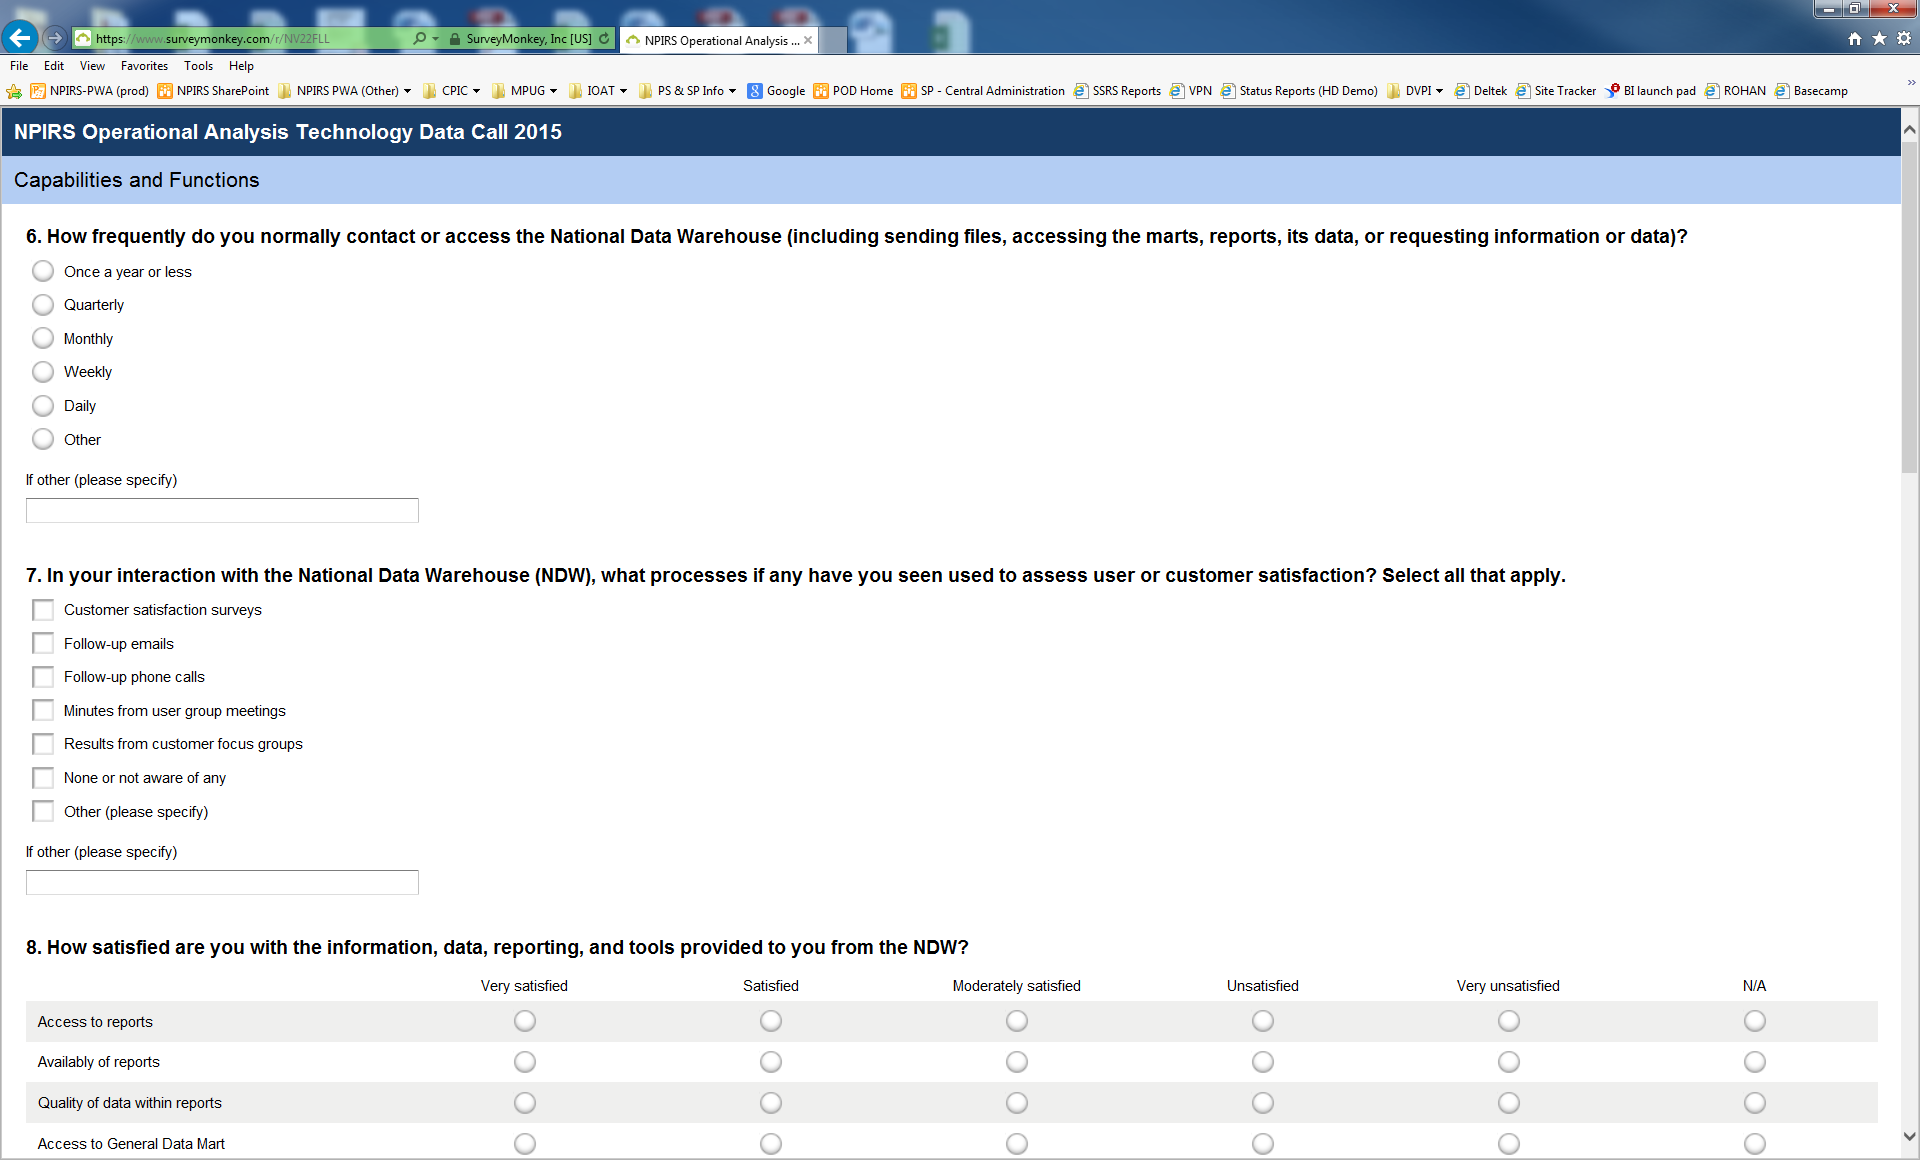 https://www.surveymonkey.com/r/NV22FLL
SurveyMonkey, Inc [US]
NPIRS Operational Analysis ...
File Edit View Favorites Tools Help
NPIRS-PWA (prod) NPIRS SharePoint NPIRS PWA (Other) CPIC MPUG IOAT PS & SP Info Google POD Home SP - Central Administration SSRS Reports VPN Status Reports (HD Demo) DVPI Deltek Site Tracker BI launch pad ROHAN Basecamp
NPIRS Operational Analysis Technology Data Call 2015
Capabilities and Functions
6. How frequently do you normally contact or access the National Data Warehouse (including sending files, accessing the marts, reports, its data, or requesting information or data)?
Once a year or less
Quarterly
Monthly
Weekly
Daily
Other
If other (please specify)
7. In your interaction with the National Data Warehouse (NDW), what processes if any have you seen used to assess user or customer satisfaction? Select all that apply.
Customer satisfaction surveys
Follow-up emails
Follow-up phone calls
Minutes from user group meetings
Results from customer focus groups
None or not aware of any
Other (please specify)
If other (please specify)
8. How satisfied are you with the information, data, reporting, and tools provided to you from the NDW?
Very satisfied Satisfied Moderately satisfied Unsatisfied Very unsatisfied N/A
Access to reports
Availably of reports
Quality of data within reports
Access to General Data Mart